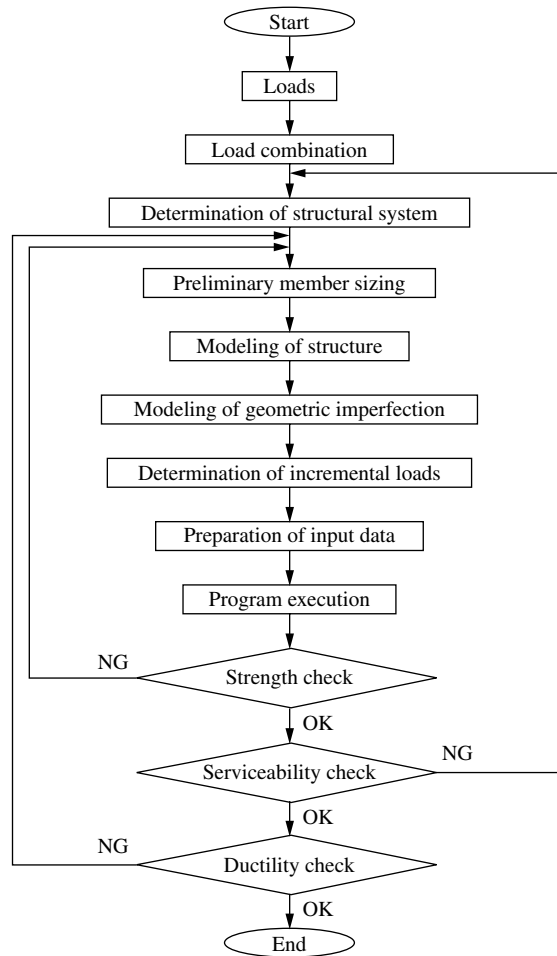 Start
Loads
Load combination
Determination of structural system
Preliminary member sizing
Modeling of structure
Modeling of geometric imperfection
Determination of incremental loads
Preparation of input data
Program execution
NG
Strength check
OK
NG
Serviceability check
OK
NG
Ductility check
OK
End